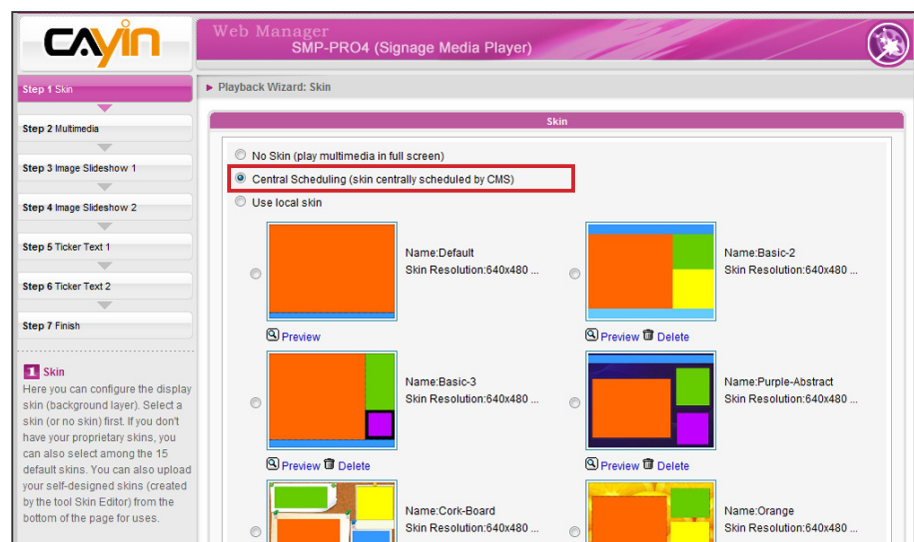 CAYIN
Web Manager
SMP-PRO4 (Signage Media Player)
Step 1 Skin
Step 2 Multimedia
Step 3 Image Slideshow 1
Step 4 Image Slideshow 2
Step 5 Ticker Text 1
Step 6 Ticker Text 2
Step 7 Finish
1 Skin
Here you can configure the display
skin (background layer). Select a
skin (or no skin) first. If you don't
have your proprietary skins, you
can also select among the 15
default skins. You can also upload
your self-designed skins (created
by the tool Skin Editor) from the
bottom of the page for uses.
Playback Wizard: Skin
Skin
No Skin (play multimedia in full screen)
Central Scheduling (skin centrally scheduled by CMS)
Use local skin
Name:Default
Skin Resolution:640x480 ...
Preview
Name:Basic-2
Skin Resolution:640x480 ...
Preview Delete
Name:Basic-3
Skin Resolution:640x480 ...
Preview Delete
Name:Purple-Abstract
Skin Resolution:640x480 ...
Preview Delete
Name:Cork-Board
Skin Resolution:640x480 ...
Name:Orange
Skin Resolution:640x480 ...